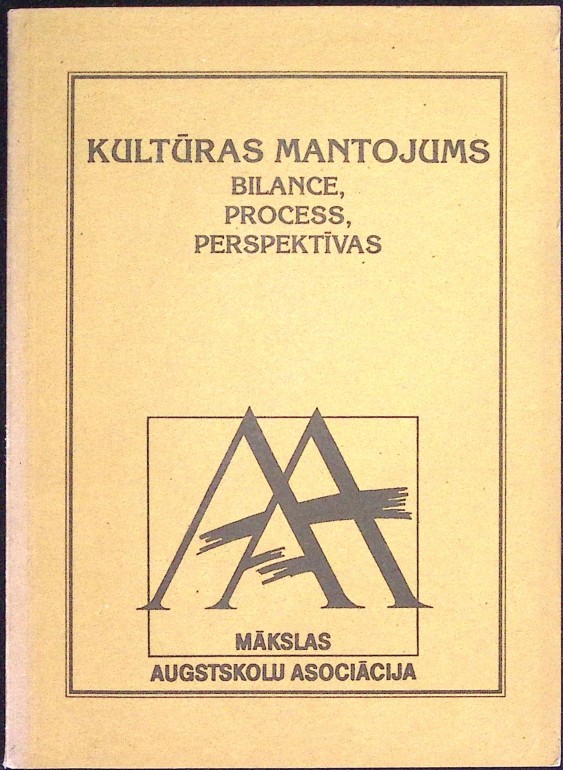 KULTŪRAS MANTOJUMS
BILANCE,
PROCESS,
PERSPEKTĪVAS
MĀKSLAS
AUGSTSKOLU ASOCIĀCIJA